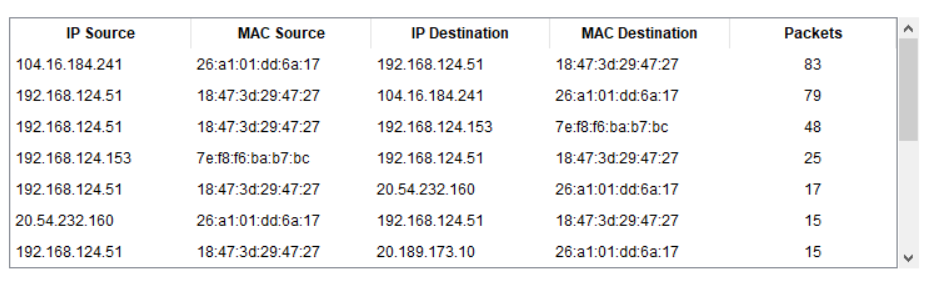 IP Source MAC Source IP Destination MAC Destination Packets
104.16.184.241 26:a1:01:dd:6a:17 192.168.124.51 18:47:3d:29:47:27 83
192.168.124.51 18:47:3d:29:47:27 104.16.184.241 26:a1:01:dd:6a:17 79
192.168.124.51 18:47:3d:29:47:27 192.168.124.153 7e:f8:f6:ba:b7:bc 48
192.168.124.153 7e:f8:f6:ba:b7:bc 192.168.124.51 18:47:3d:29:47:27 25
192.168.124.51 18:47:3d:29:47:27 20.54.232.160 26:a1:01:dd:6a:17 17
20.54.232.160 26:a1:01:dd:6a:17 192.168.124.51 18:47:3d:29:47:27 15
192.168.124.51 18:47:3d:29:47:27 20.189.173.10 26:a1:01:dd:6a:17 15